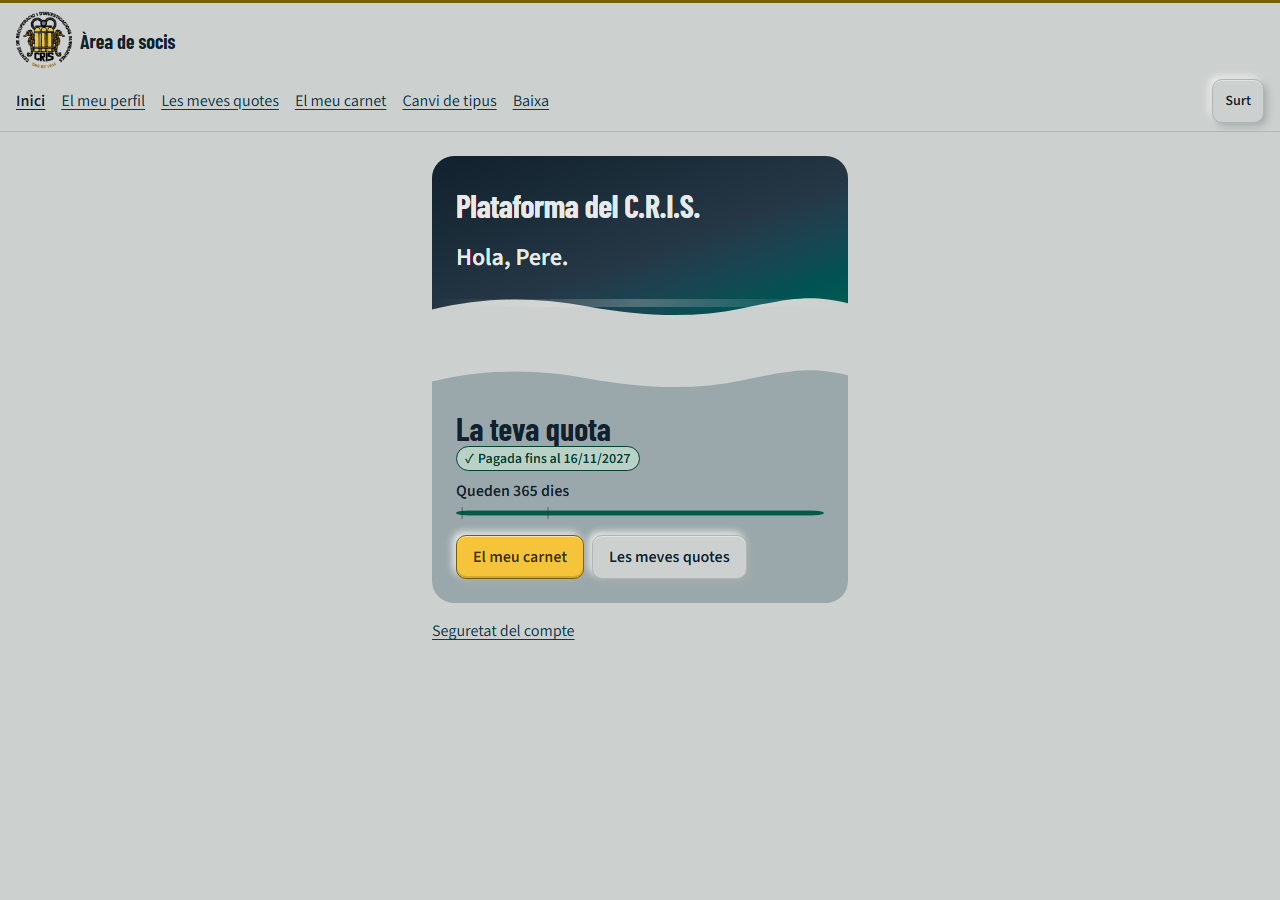 CRIS
Àrea de socis
Inici El meu perfil Les meves quotes El meu carnet Canvi de tipus Baixa Surt
Plataforma del C.R.I.S.
Hola, Pere.
La teva quota
✓ Pagada fins al 16/11/2027
Queden 365 dies
El meu carnet Les meves quotes
Seguretat del compte